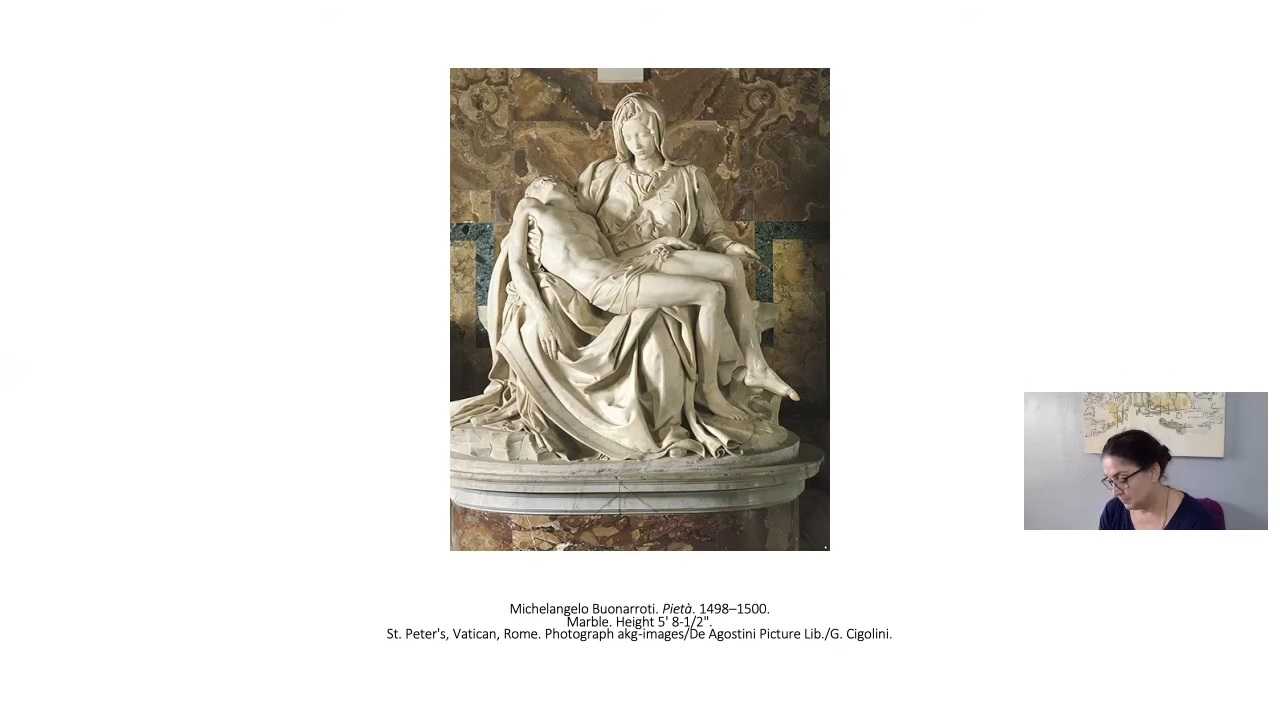 Michelangelo Buonarroti. Pietà. 1498–1500.
Marble. Height 5' 8-1/2".
St. Peter's, Vatican, Rome. Photograph akg-images/De Agostini Picture Lib./G. Cigolini.